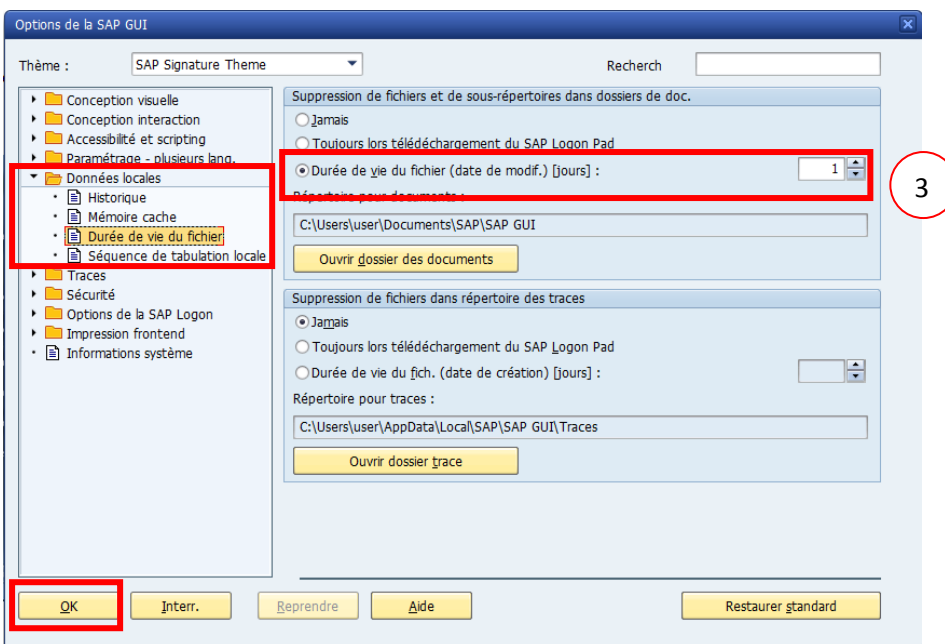 Options de la SAP GUI
Thème :
SAP Signature Theme
Recherch
Conception visuelle
Conception interaction
Accessibilité et scripting
Paramétrage - plusieurs lang.
Données locales
Historique
Mémoire cache
Durée de vie du fichier
Séquence de tabulation locale
Traces
Sécurité
Options de la SAP Logon
Impression frontend
Informations système
Suppression de fichiers et de sous-répertoires dans dossiers de doc.
Jamais
Toujours lors télédéchargement du SAP Logon Pad
Durée de vie du fichier (date de modif.) [jours] :
1
3
Répertoire pour documents :
C:\Users\user\Documents\SAP\SAP GUI
Ouvrir dossier des documents
Suppression de fichiers dans répertoire des traces
Jamais
Toujours lors télédéchargement du SAP Logon Pad
Durée de vie du fich. (date de création) [jours] :
Répertoire pour traces :
C:\Users\user\AppData\Local\SAP\SAP GUI\Traces
Ouvrir dossier trace
OK
Interr.
Reprendre
Aide
Restaurer standard